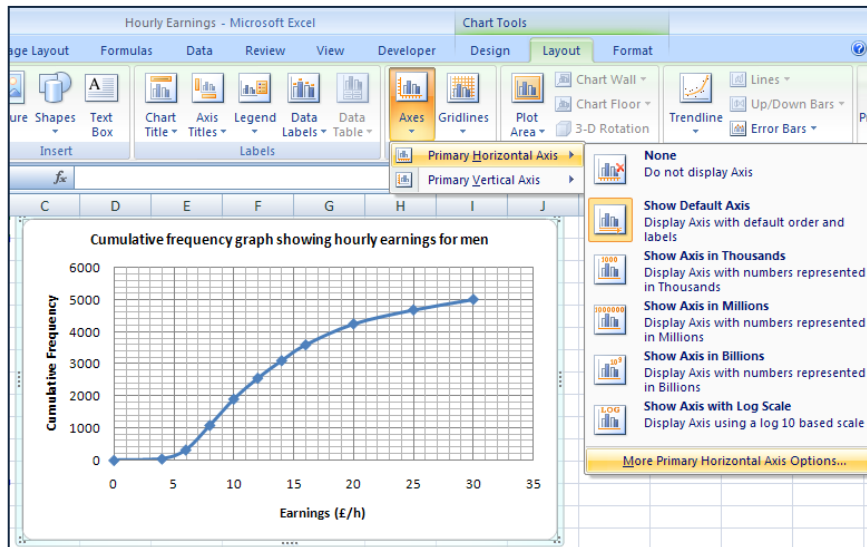 Hourly Earnings - Microsoft Excel
Chart Tools
Page Layout Formulas Data Review View Developer Design Layout Format
Shapes
Text Box
Chart Title
Axis Titles
Legend
Data Labels
Data Table
Axes
Gridlines
Plot Area
Chart Wall
Chart Floor
3-D Rotation
Trendline
Lines
Up/Down Bars
Error Bars
Insert
Labels
Primary Horizontal Axis
Primary Vertical Axis
None
Do not display Axis
Show Default Axis
Display Axis with default order and
labels
Show Axis in Thousands
Display Axis with numbers represented
in Thousands
Show Axis in Millions
Display Axis with numbers represented
in Millions
Show Axis in Billions
Display Axis with numbers represented
in Billions
Show Axis with Log Scale
Display Axis using a log 10 based scale
More Primary Horizontal Axis Options...
fx
C D E F G H I J
Cumulative frequency graph showing hourly earnings for men
Cumulative Frequency
6000
5000
4000
3000
2000
1000
0
0 5 10 15 20 25 30 35
Earnings (£/h)